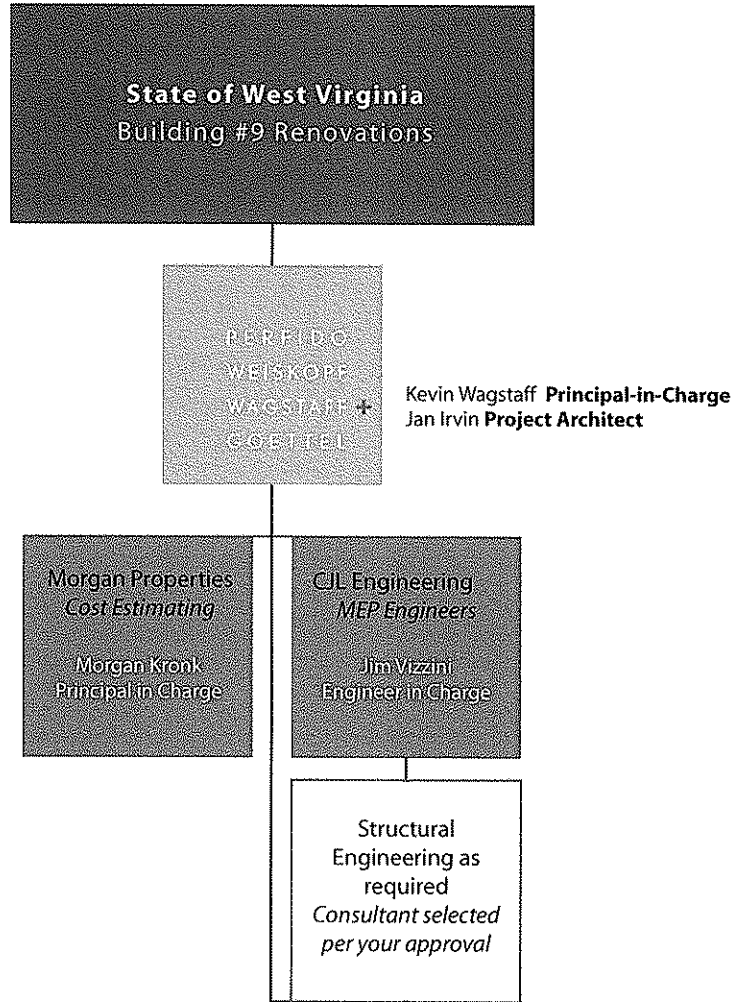 State of West Virginia
Building #9 Renovations
PERFIDO
WEISKOPF
WAGSTAFF +
GOETTEL
Kevin Wagstaff Principal-in-Charge
Jan Irvin Project Architect
Morgan Properties
Cost Estimating
Morgan Kronk
Principal in Charge
CJL Engineering
MEP Engineers
Jim Vizzini
Engineer in Charge
Structural
Engineering as
required
Consultant selected
per your approval